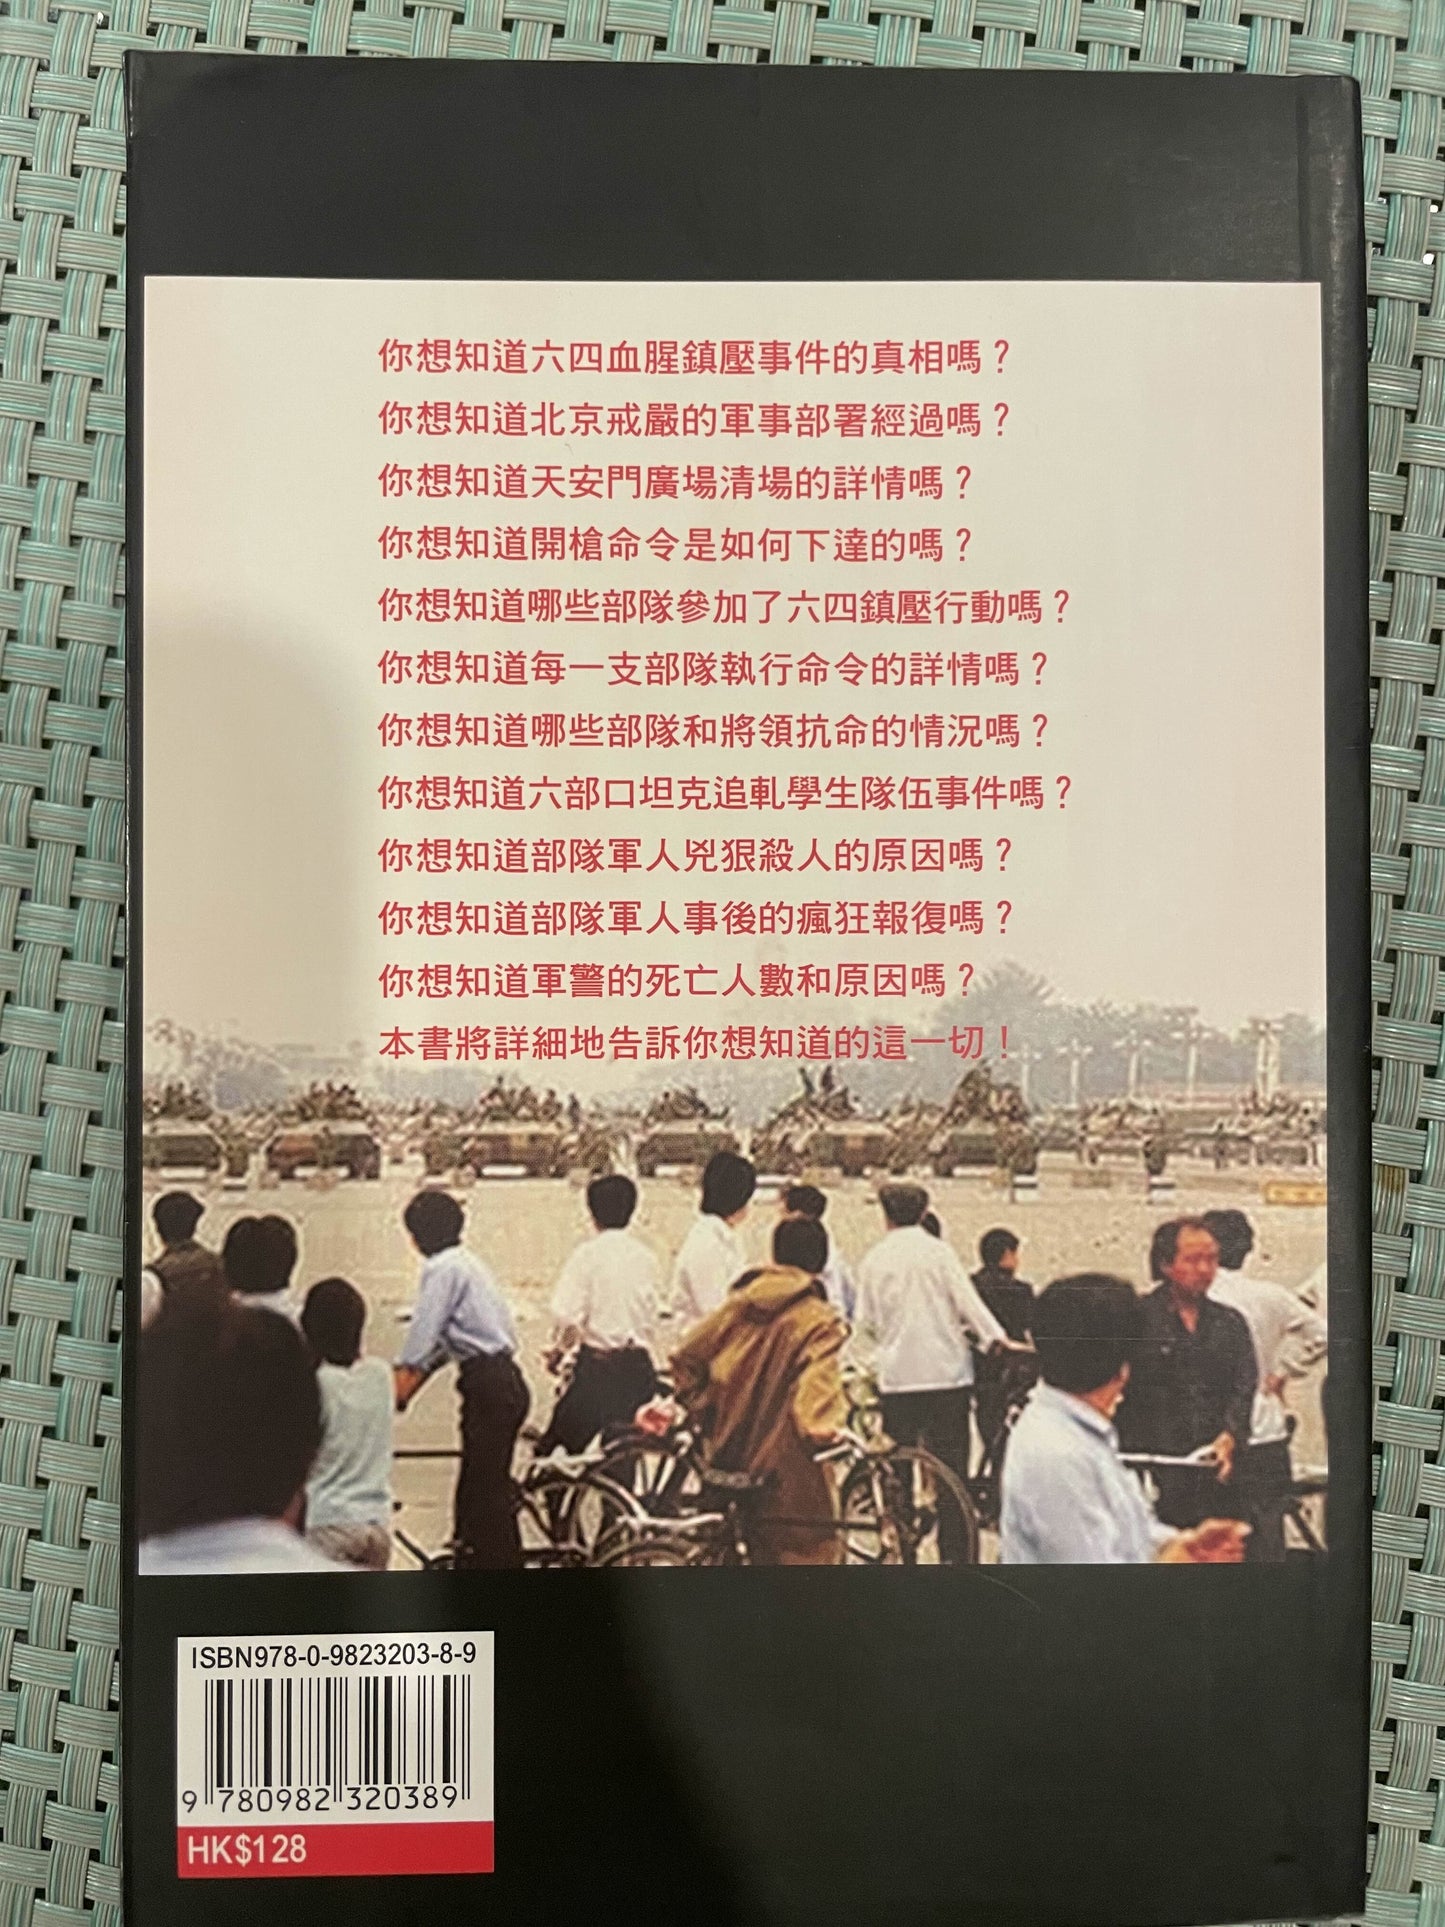 你想知道六四血腥鎮壓事件的真相嗎？
你想知道北京戒嚴的軍事部署經過嗎？
你想知道天安門廣場清場的詳情嗎？
你想知道開槍命令是如何下達的嗎？
你想知道哪些部隊參加了六四鎮壓行動嗎？
你想知道每一支部隊執行命令的詳情嗎？
你想知道哪些部隊和將領抗命的情況嗎？
你想知道六部口坦克追軋學生隊伍事件嗎？
你想知道部隊軍人兇狠殺人的原因嗎？
你想知道部隊軍人事後的瘋狂報復嗎？
你想知道軍警的死亡人數和原因嗎？
本書將詳細地告訴你想知道的這一切！
ISBN978-0-9823203-8-9
9 780982 320389
HK$128